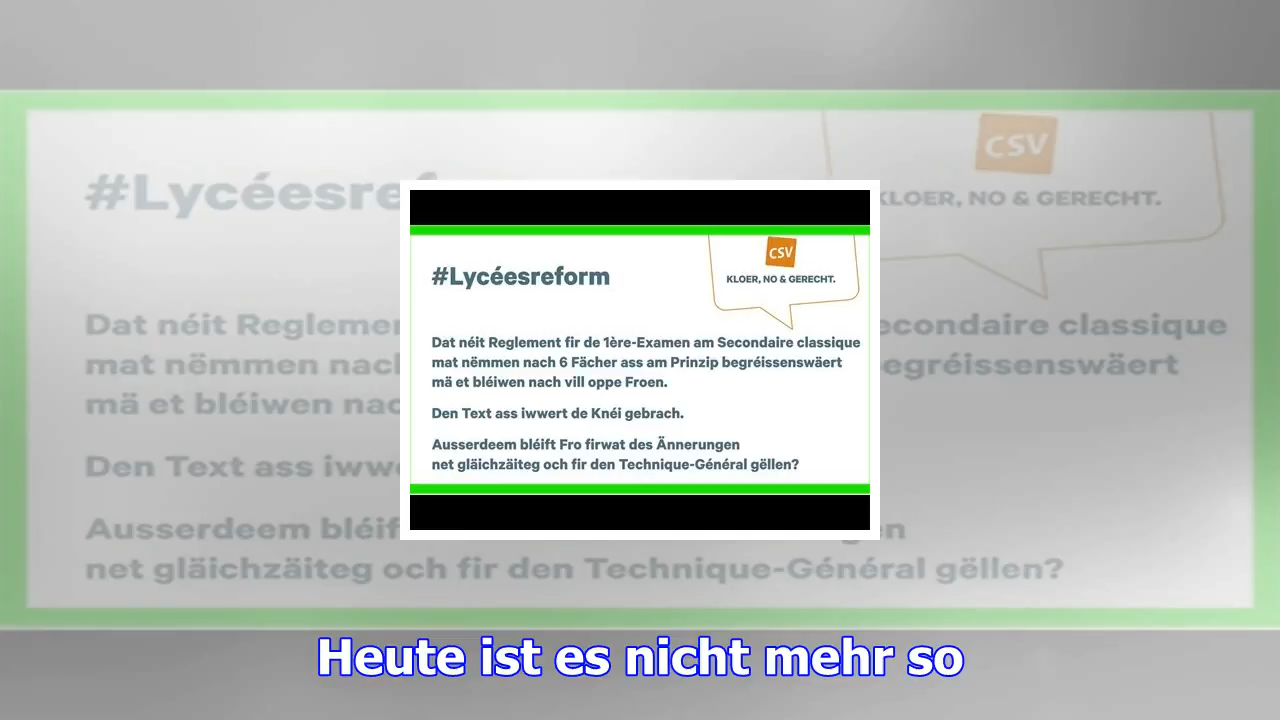 CSV
KLOER, NO & GERECHT.
#Lycéesreform
Dat néit Reglement fir de 1ère-Examen am Secondaire classique
mat nëmmen nach 6 Fächer ass am Prinzip begréissenswäert
mä et bléiwen nach vill oppe Froen.
Den Text ass iwwert de Knéi gebrach.
Ausserdeem bléift Fro firwat des Ännerungen
net gläichzäiteg och fir den Technique-Général gëllen?
Heute ist es nicht mehr so